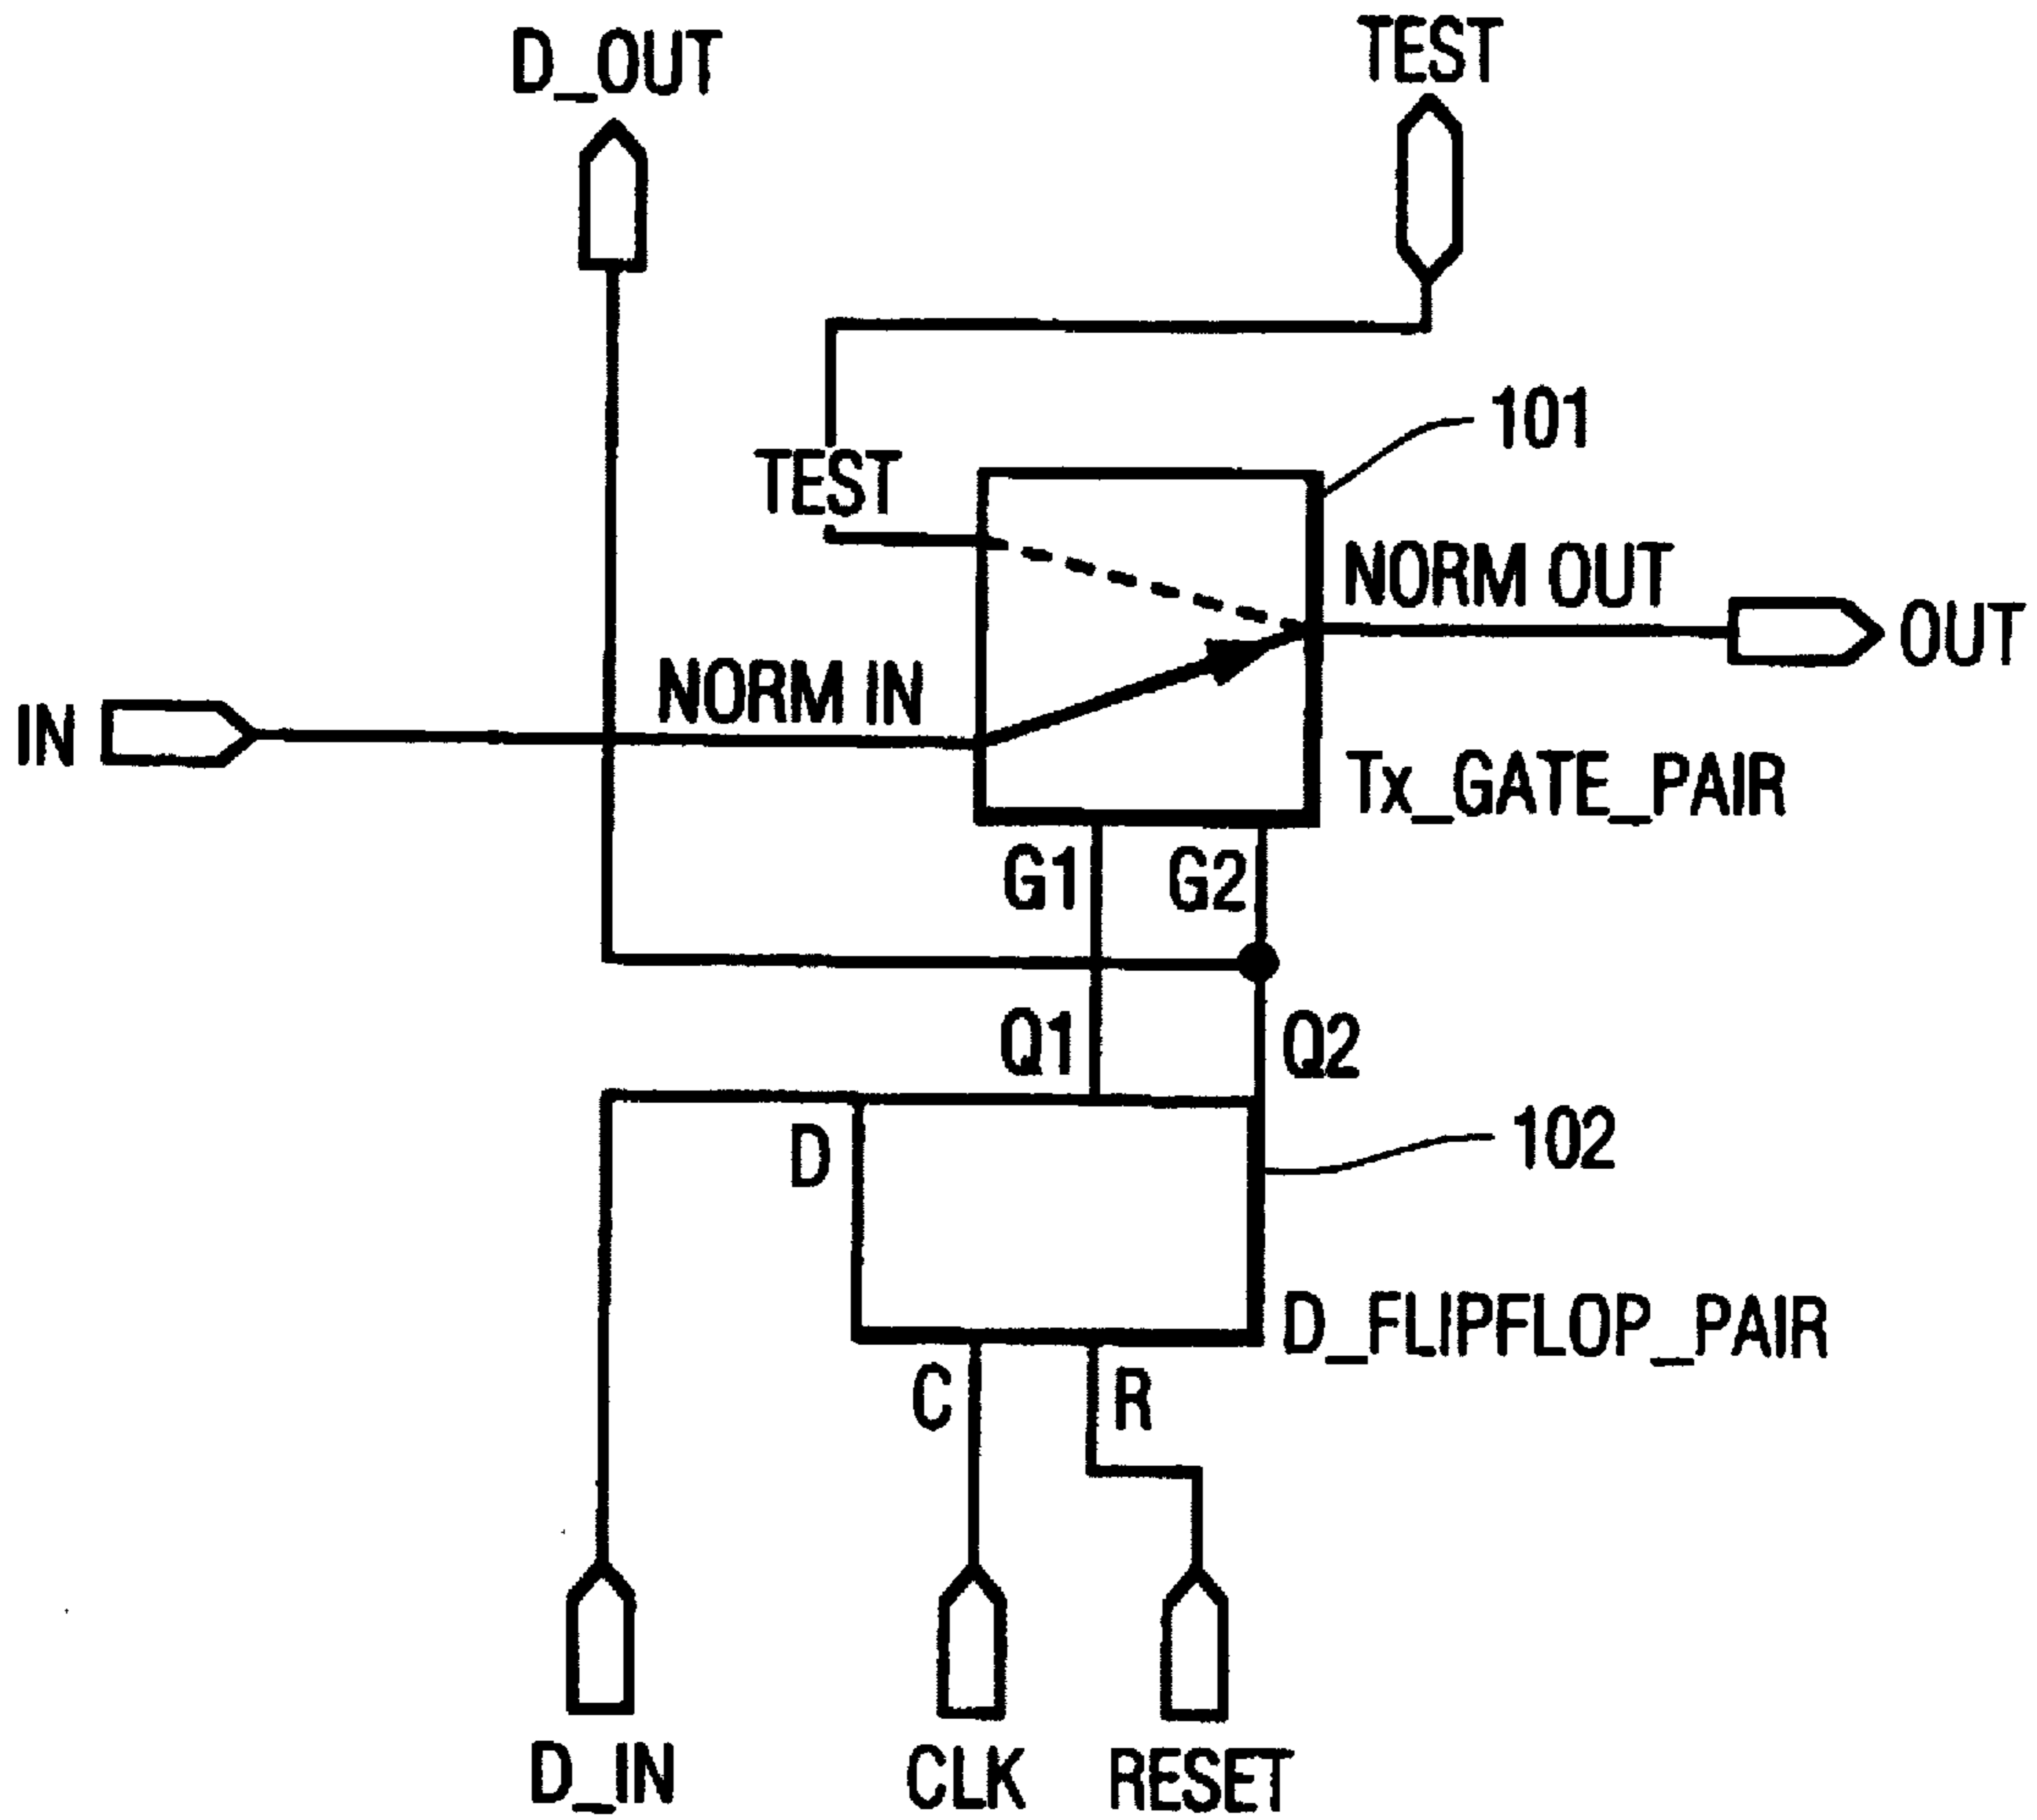 D_OUT
TEST
101
TEST
NORM OUT
OUT
NORM IN
IN
Tx_GATE_PAIR
G1
G2
Q1
Q2
102
D
D_FLIPFLOP_PAIR
C
R
D_IN
CLK
RESET